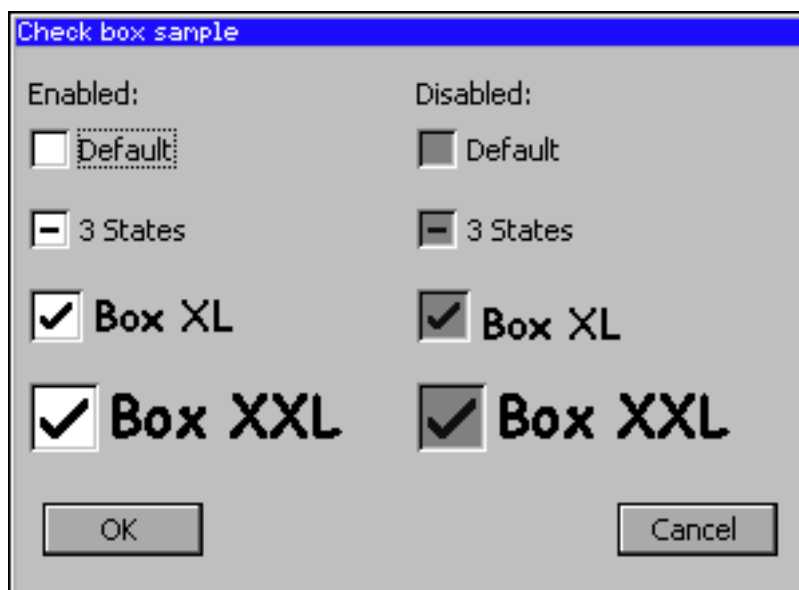 Check box sample
Enabled: Disabled:
Default Default
3 States 3 States
Box XL Box XL
Box XXL Box XXL
OK Cancel